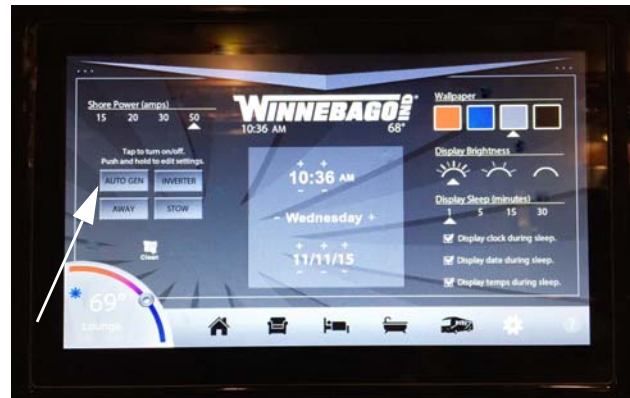 Shore Power (amps)
15 20 30 50
Tap to turn on/off.
Push and hold to edit settings.
AUTO GEN INVERTER
AWAY STOW
Clean
69°
Lounge
WINNEBAGO IND
10:36 AM 68°
+ +
10:36 AM
- -
- Wednesday +
+ + +
11/11/15
- - -
Wallpaper
Display Brightness
Display Sleep (minutes)
1 5 15 30
Display clock during sleep.
Display date during sleep.
Display temps during sleep.
?